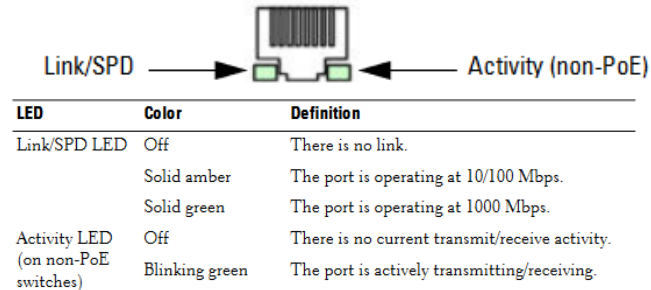 Link/SPD
Activity (non-PoE)
LED Color Definition
Link/SPD LED Off There is no link.
Solid amber The port is operating at 10/100 Mbps.
Solid green The port is operating at 1000 Mbps.
Activity LED Off There is no current transmit/receive activity.
(on non-PoE
switches) Blinking green The port is actively transmitting/receiving.